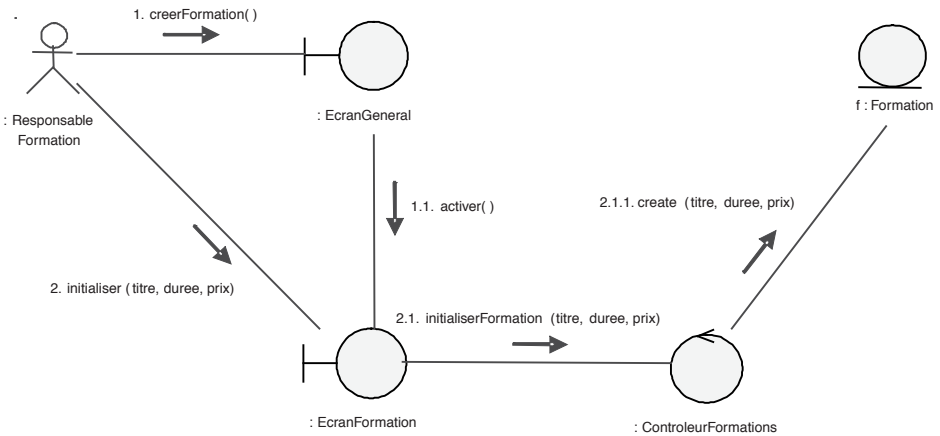 1. creerFormation( )
: Responsable
Formation
: EcranGeneral
f : Formation
1.1. activer( )
2.1.1. create (titre, duree, prix)
2. initialiser (titre, duree, prix)
2.1. initialiserFormation (titre, duree, prix)
: EcranFormation
: ControleurFormations